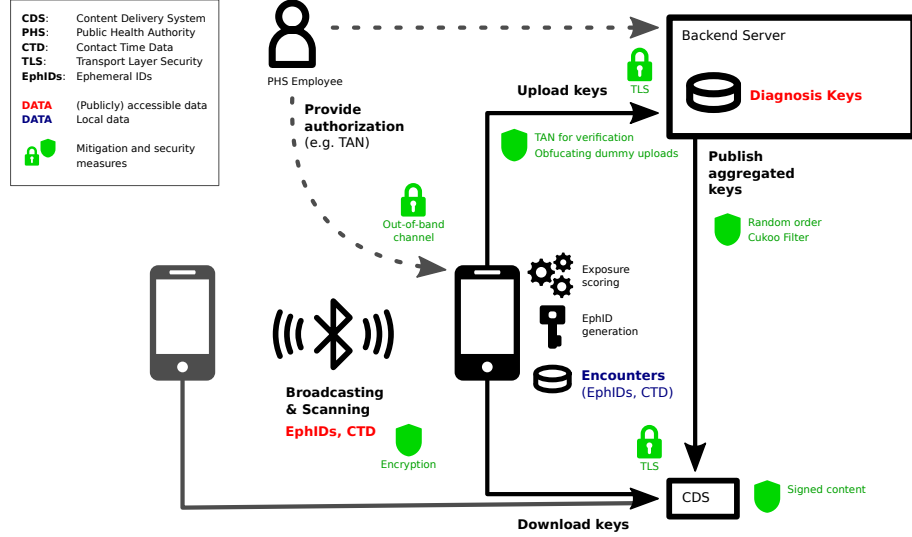 CDS: Content Delivery System
PHS: Public Health Authority
CTD: Contact Time Data
TLS: Transport Layer Security
EphIDs: Ephemeral IDs
DATA (Publicly) accessible data
DATA Local data
Mitigation and security
measures
PHS Employee
Backend Server
Diagnosis Keys
TLS
Upload keys
Provide
authorization
(e.g. TAN)
TAN for verification
Obfucating dummy uploads
Publish
aggregated
keys
Random order
Cukoo Filter
Out-of-band
channel
Exposure
scoring
EphID
generation
Encounters
(EphIDs, CTD)
Broadcasting
& Scanning
EphIDs, CTD
Encryption
TLS
CDS
Signed content
Download keys